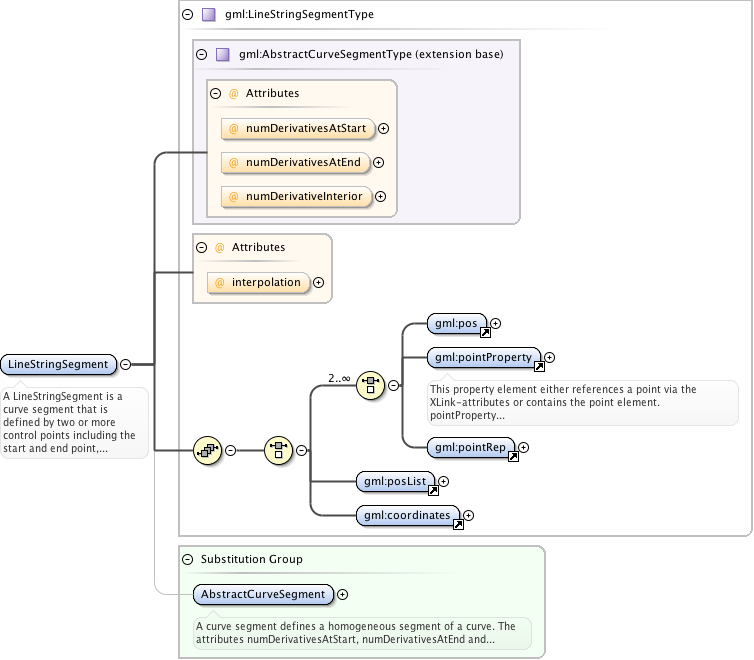 gml:LineStringSegmentType
gml:AbstractCurveSegmentType (extension base)
@ Attributes
@ numDerivativesAtStart
@ numDerivativesAtEnd
@ numDerivativeInterior
@ Attributes
@ interpolation
LineStringSegment
A LineStringSegment is a
curve segment that is
defined by two or more
control points including the
start and end point,...
2..∞
gml:pos
gml:pointProperty
This property element either references a point via the
XLink-attributes or contains the point element.
pointProperty...
gml:pointRep
gml:posList
gml:coordinates
Substitution Group
AbstractCurveSegment
A curve segment defines a homogeneous segment of a curve. The
attributes numDerivativesAtStart, numDerivativesAtEnd and...